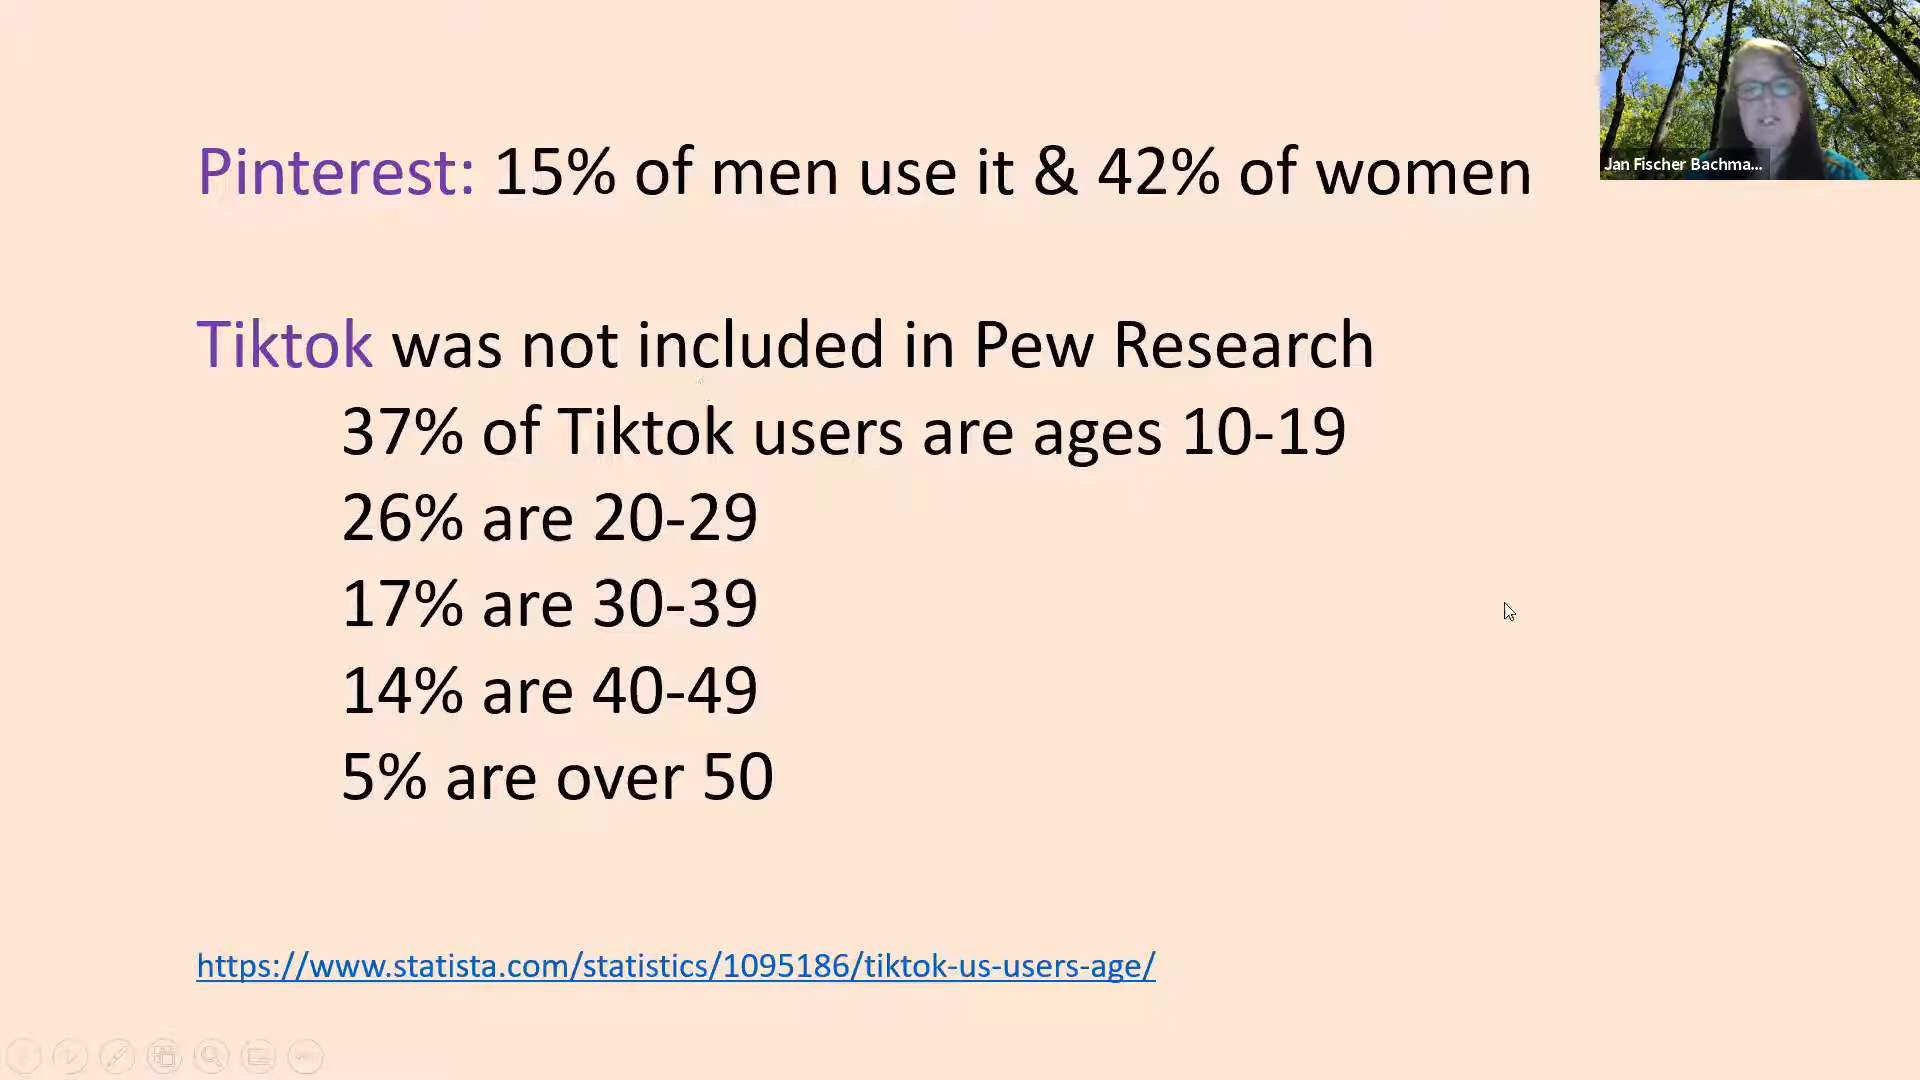 Pinterest: 15% of men use it & 42% of women
Jan Fischer Bachma...
Tiktok was not included in Pew Research
37% of Tiktok users are ages 10-19
26% are 20-29
17% are 30-39
14% are 40-49
5% are over 50
https://www.statista.com/statistics/1095186/tiktok-us-users-age/